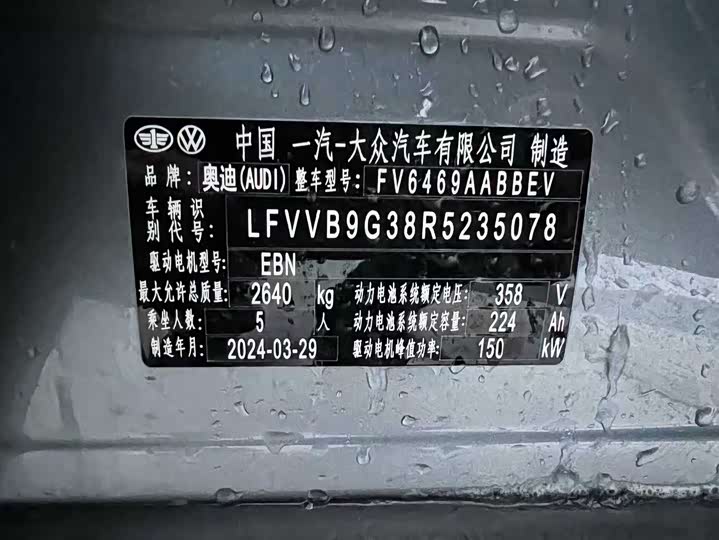 中国 一汽-大众汽车有限公司 制造
品 牌: 奥迪(AUDI) 整车型号: FV6469AABBEV
车 辆 识
别 代 号: LFVVB9G38R5235078
驱动电机型号: EBN
最大允许总质量: 2640 kg 动力电池系统额定电压: 358 V
乘坐人数: 5 人 动力电池系统额定容量: 224 Ah
制造年月: 2024-03-29 驱动电机峰值功率: 150 kW